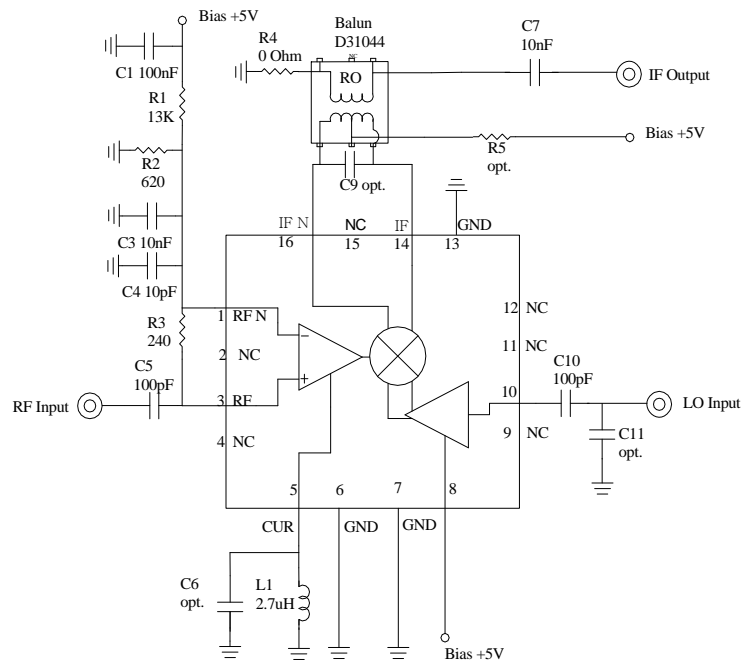 Bias +5V
C1 100nF
R1
13K
R2
620
C3 10nF
C4 10pF
R3
240
C5
100pF
RF Input
R4
0 Ohm
Balun
D31044
NC
RO
C7
10nF
IF Output
Bias +5V
R5
opt.
C9 opt.
IF N
16
NC
15
IF
14
GND
13
1
RF N
2
NC
3
RF
4
NC
12
NC
11
NC
10
9
NC
C10
100pF
LO Input
C11
opt.
−
+
5
6
7
8
CUR
GND
GND
C6
opt.
L1
2.7uH
Bias +5V